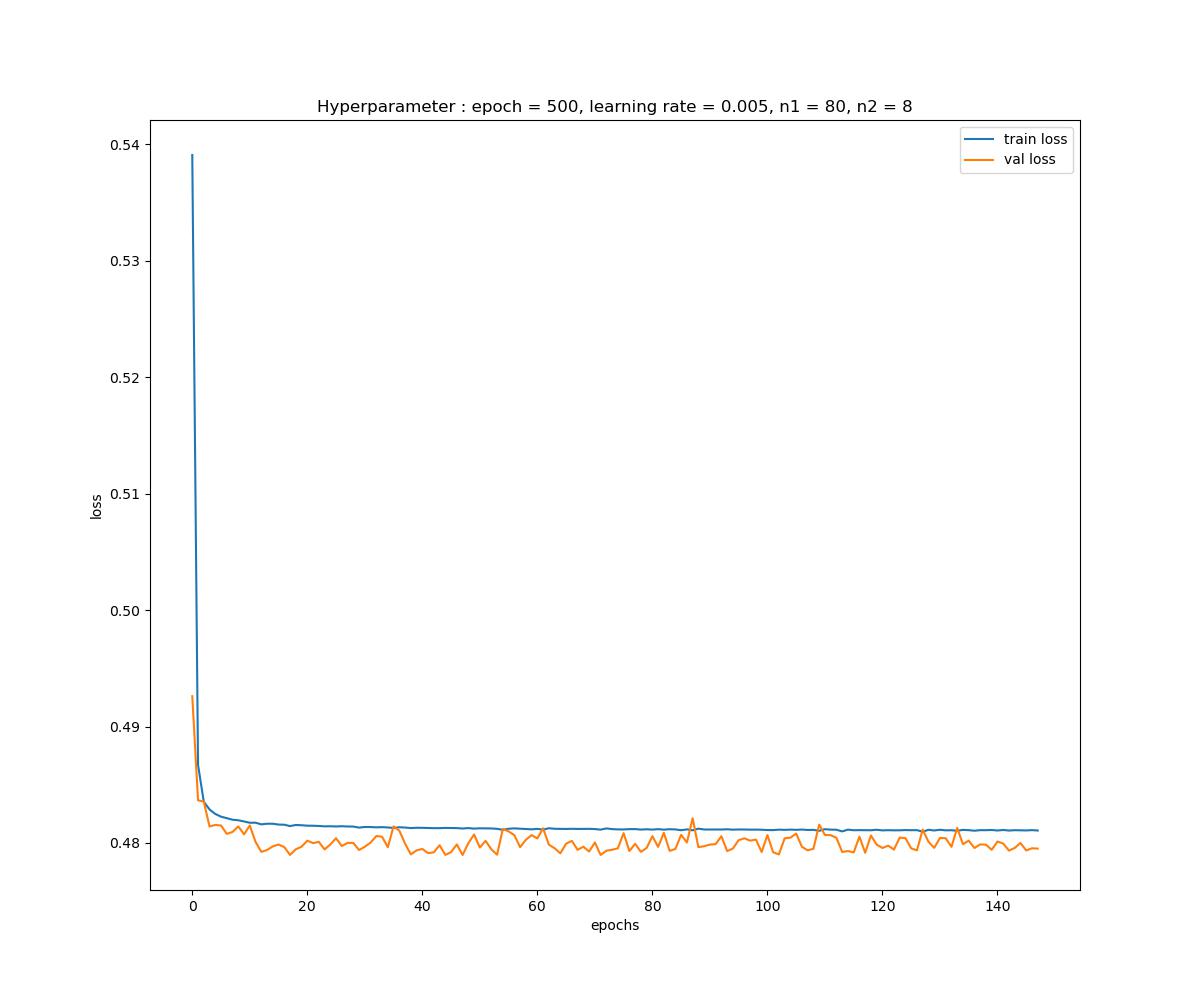 Hyperparameter : epoch = 500, learning rate = 0.005, n1 = 80, n2 = 8
train loss
val loss
0.54
0.53
0.52
0.51
0.50
0.49
0.48
loss
0 20 40 60 80 100 120 140
epochs